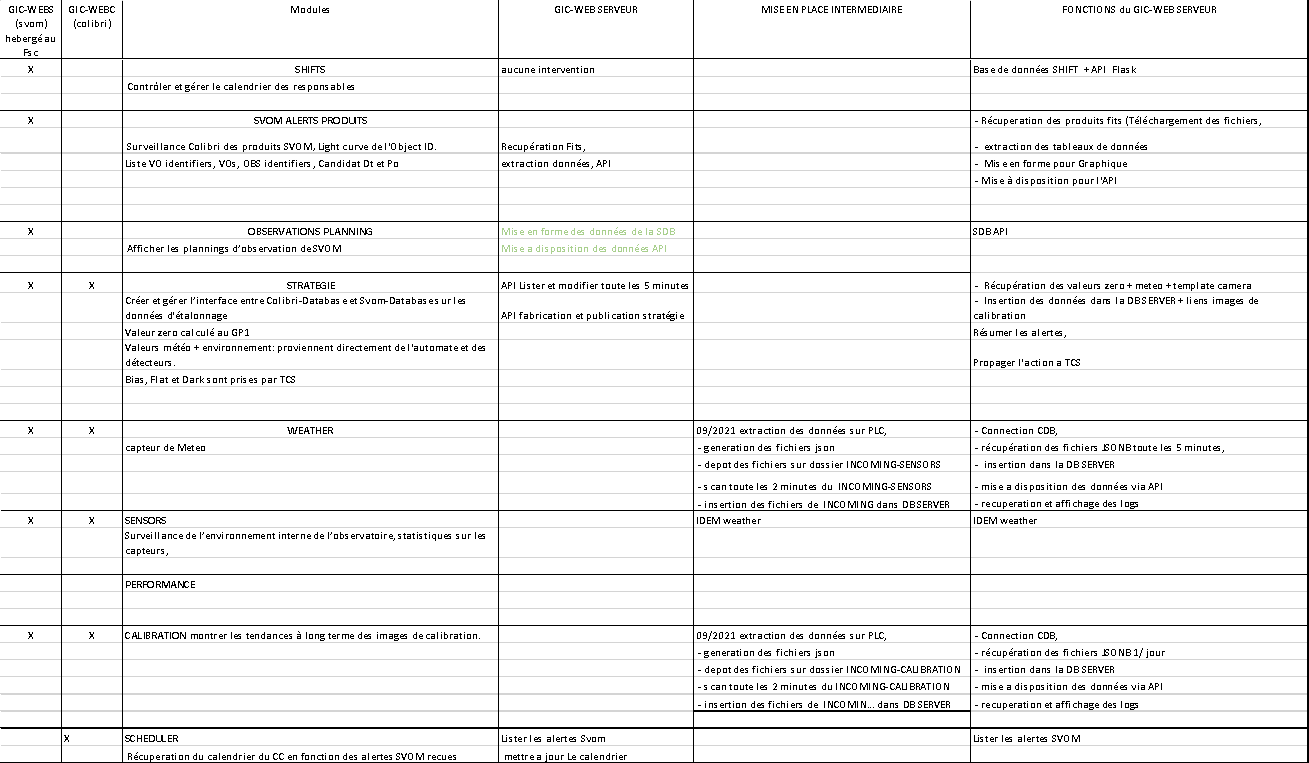 GIC-WEBS (svom) hebergé au Fsc
GIC-WEBC (colibri)
Modules
GIC-WEB SERVEUR
MISE EN PLACE INTERMEDIAIRE
FONCTIONS du GIC-WEB SERVEUR
X
SHIFTS
aucune intervention
Base de données SHIFT + API Flask
Contrôler et gérer le calendrier des responsables
X
SVOM ALERTS PRODUITS
- Récuperation des produits fits (Téléchargement des fichiers,
Surveillance Colibri des produits SVOM, Light curve de l'Object ID.
Recupération Fits,
- extraction des tableaux de données
Liste VO identifiers, VOs, OBS identifiers, Candidat Dt et Po
extraction données, API
- Mise en forme pour Graphique
- Mise à disposition pour l'API
X
OBSERVATIONS PLANNING
Mise en forme des données de la SDB
SDB API
Afficher les plannings d'observation de SVOM
Mise a disposition des données API
X
X
STRATEGIE
API Lister et modifier toute les 5 minutes
- Récupération des valeurs zero + meteo + template camera
Créer et gérer l'interface entre Colibri-Database et Svom-Databases sur les
données d'étalonnage
API fabrication et publication stratégie
- Insertion des données dans la DB SERVER + liens images de
calibration
Valeur zero calculé au GP1
Résumer les alertes,
Valeurs météo + environnement: proviennent directement de l'automate et des
détecteurs.
Propager l'action a TCS
Bias, Flat et Dark sont prises par TCS
X
X
WEATHER
09/2021 extraction des données sur PLC,
- Connection CDB,
capteur de Meteo
- generation des fichiers json
- récupération des fichiers JSONB toute les 5 minutes,
- depot des fichiers sur dossier INCOMING-SENSORS
- insertion dans la DB SERVER
- scan toute les 2 minutes du INCOMING-SENSORS
- mise a disposition des données via API
- insertion des fichiers de INCOMING dans DB SERVER
- recuperation et affichage des logs
X
X
SENSORS
IDEM weather
IDEM weather
Surveillance de l'environnement interne de l'observatoire, statistiques sur les
capteurs,
PERFORMANCE
X
X
CALIBRATION montrer les tendances à long terme des images de calibration.
09/2021 extraction des données sur PLC,
- Connection CDB,
- generation des fichiers json
- récupération des fichiers JSONB 1/ jour
- depot des fichiers sur dossier INCOMING-CALIBRATION
- insertion dans la DB SERVER
- scan toute les 2 minutes du INCOMING-CALIBRATION
- mise a disposition des données via API
- insertion des fichiers de INCOMIN... dans DB SERVER
- recuperation et affichage des logs
X
SCHEDULER
Lister les alertes Svom
Lister les alertes SVOM
Récuperation du calendrier du CC en fonction des alertes SVOM recues
mettre a jour Le calendrier